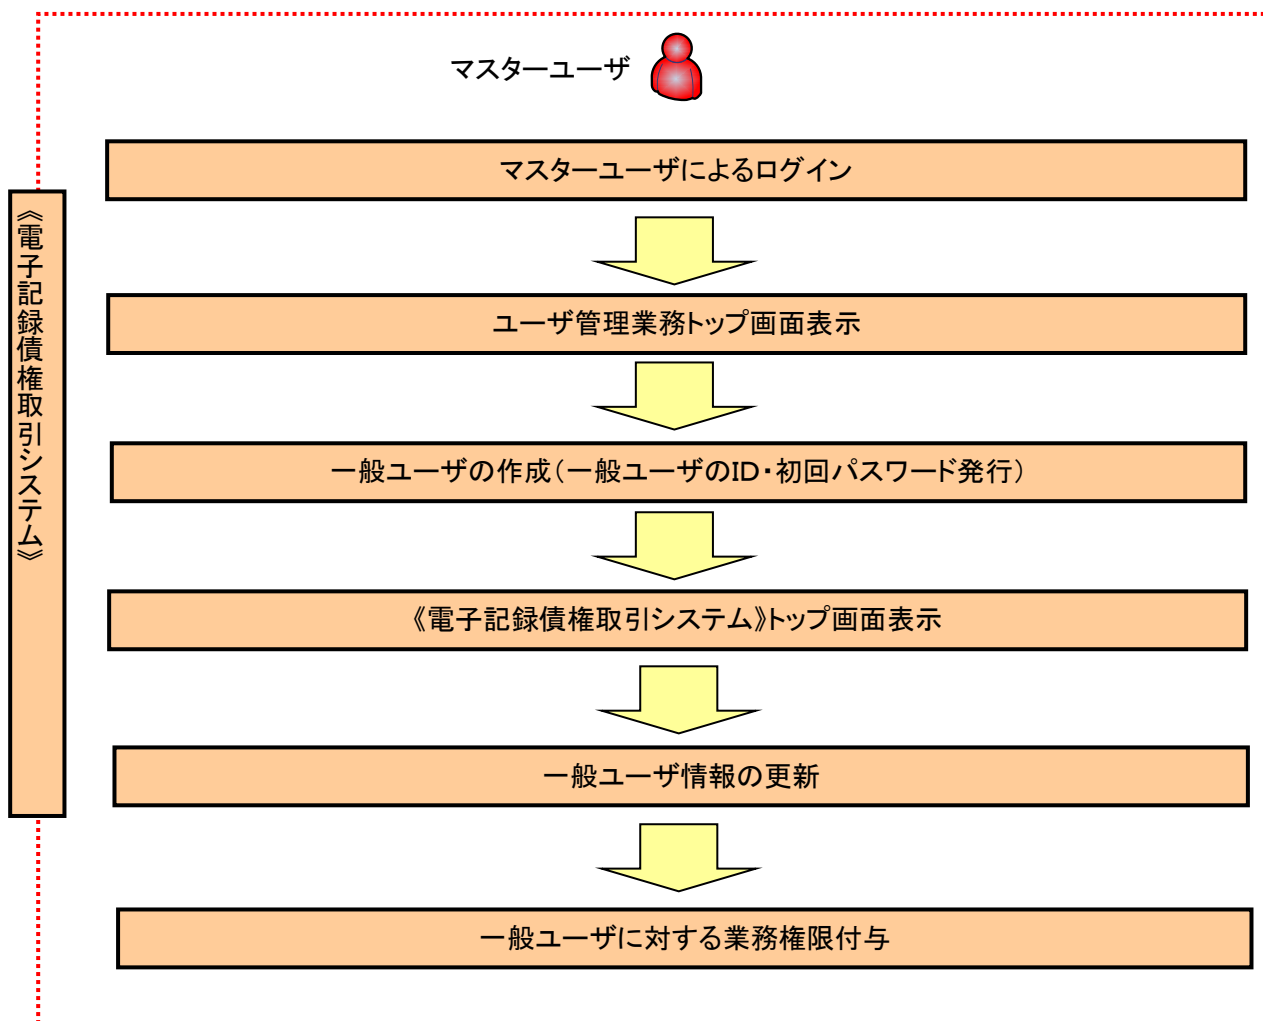 マスターユーザ
マスターユーザによるログイン
《電子記録債権取引システム》
ユーザ管理業務トップ画面表示
一般ユーザの作成(一般ユーザのID・初回パスワード発行)
《電子記録債権取引システム》トップ画面表示
一般ユーザ情報の更新
一般ユーザに対する業務権限付与